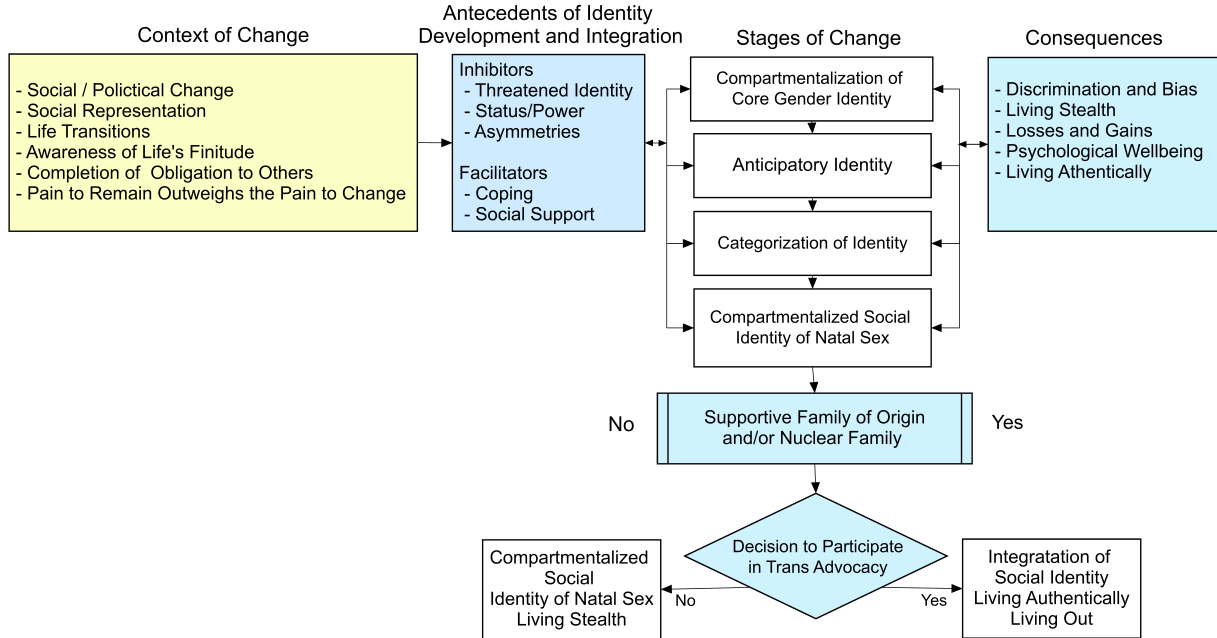 Context of Change
- Social / Polictical Change
- Social Representation
- Life Transitions
- Awareness of Life's Finitude
- Completion of  Obligation to Others
- Pain to Remain Outweighs the Pain to Change
Antecedents of Identity
Development and Integration
Inhibitors
- Threatened Identity
- Status/Power
- Asymmetries
Facilitators
- Coping
- Social Support
Stages of Change
Compartmentalization of
Core Gender Identity
Anticipatory Identity
Categorization of Identity
Compartmentalized Social
Identity of Natal Sex
Consequences
- Discrimination and Bias
- Living Stealth
- Losses and Gains
- Psychological Wellbeing
- Living Athentically
No
Supportive Family of Origin
and/or Nuclear Family
Yes
Decision to Participate
in Trans Advocacy
No
Yes
Compartmentalized
Social
Identity of Natal Sex
Living Stealth
Integratation of
Social Identity
Living Authentically
Living Out